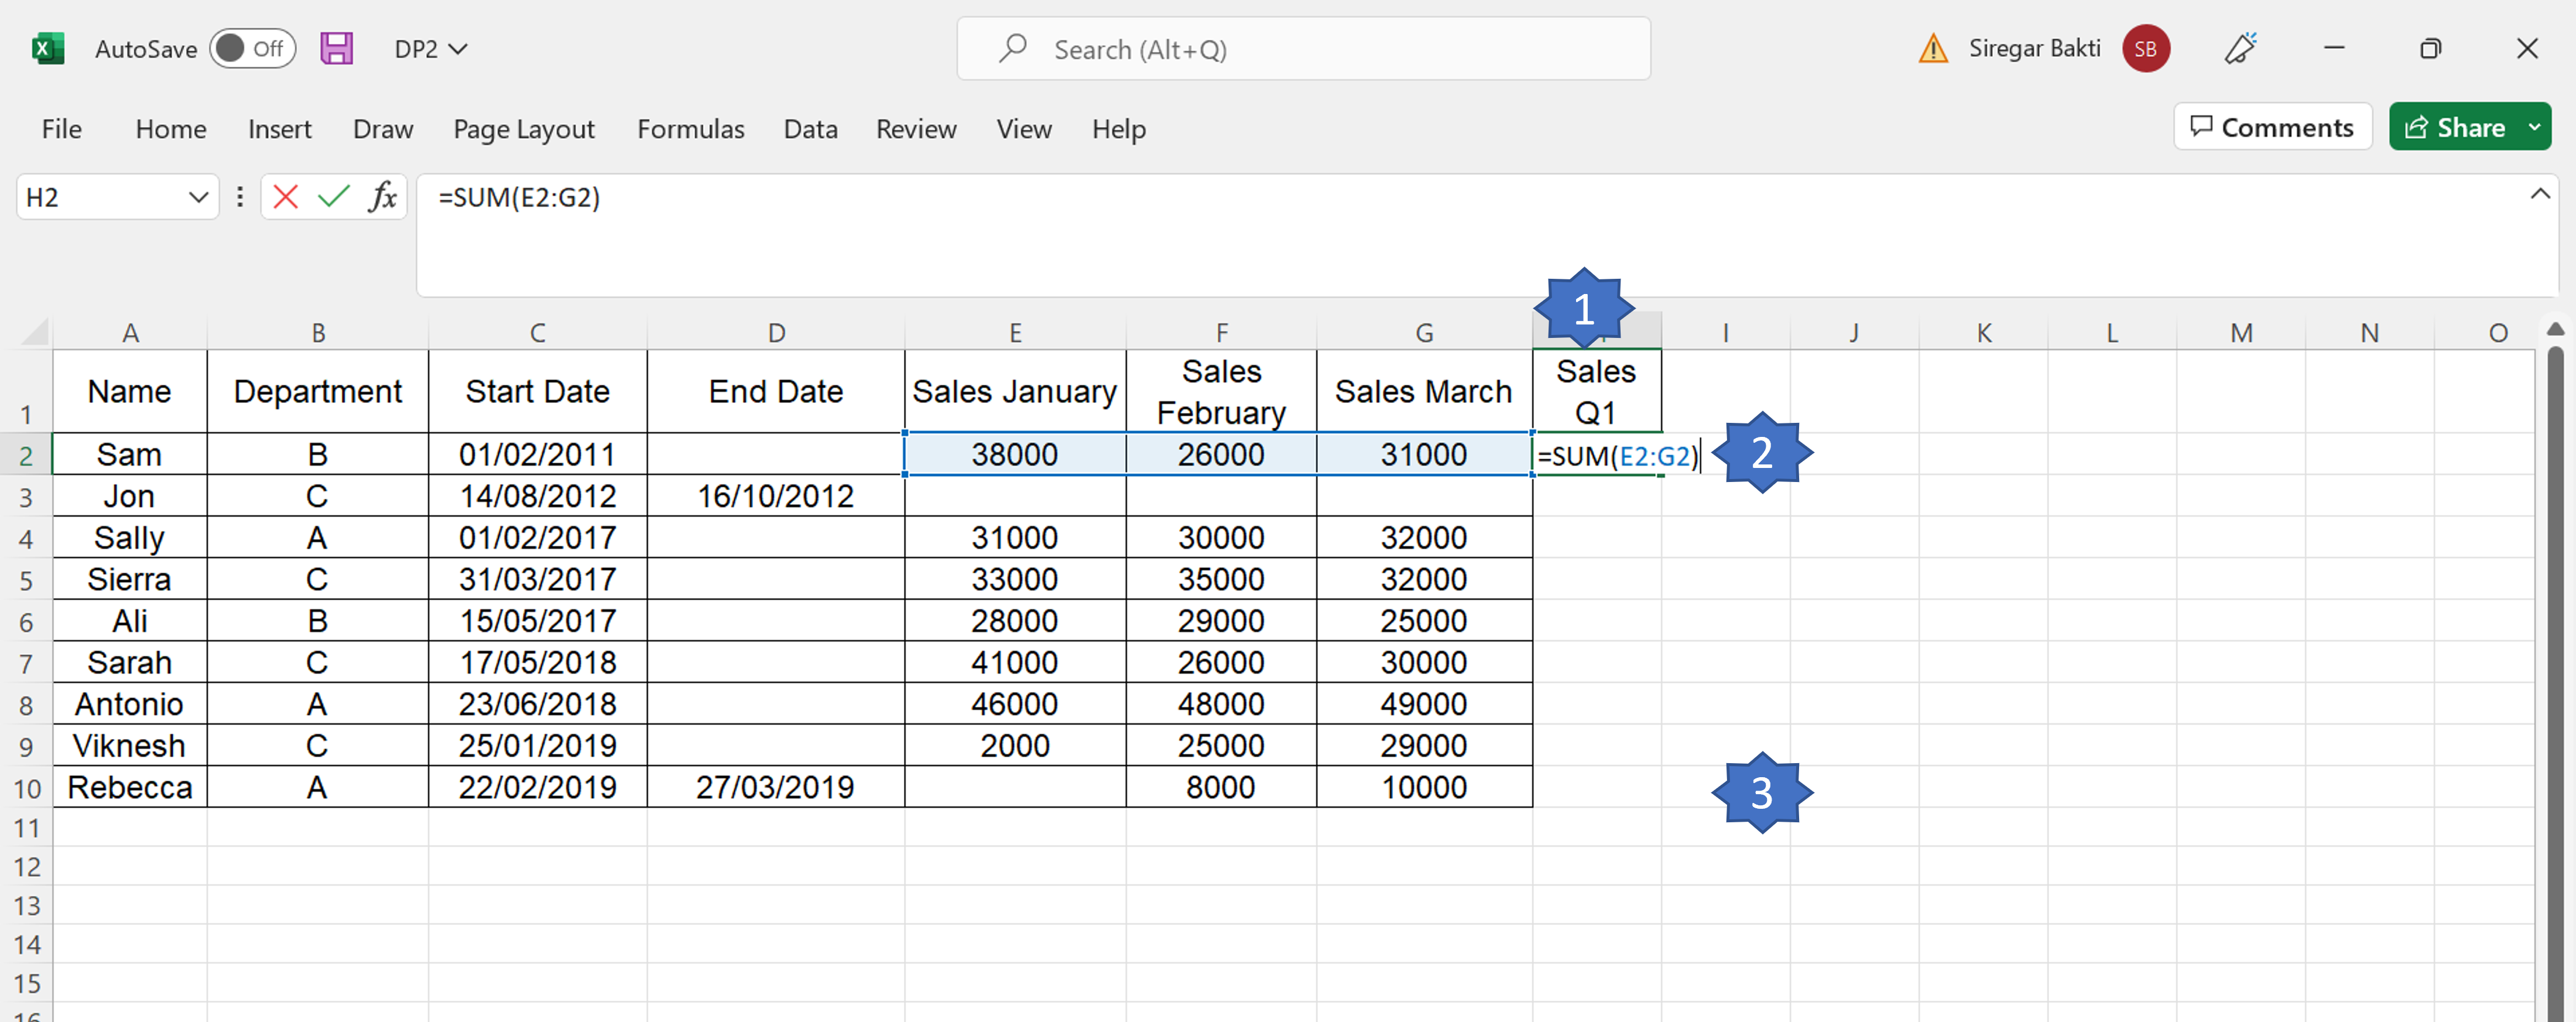 AutoSave Off DP2 Search (Alt+Q) Siregar Bakti SB
File Home Insert Draw Page Layout Formulas Data Review View Help Comments Share
H2 fx =SUM(E2:G2)
1
A B C D E F G I J K L M N O
1 Name Department Start Date End Date Sales January Sales February Sales March Sales Q1
2 Sam B 01/02/2011 38000 26000 31000 =SUM(E2:G2) 2
3 Jon C 14/08/2012 16/10/2012
4 Sally A 01/02/2017 31000 30000 32000
5 Sierra C 31/03/2017 33000 35000 32000
6 Ali B 15/05/2017 28000 29000 25000
7 Sarah C 17/05/2018 41000 26000 30000
8 Antonio A 23/06/2018 46000 48000 49000
9 Viknesh C 25/01/2019 2000 25000 29000
10 Rebecca A 22/02/2019 27/03/2019 8000 10000 3
11
12
13
14
15
16